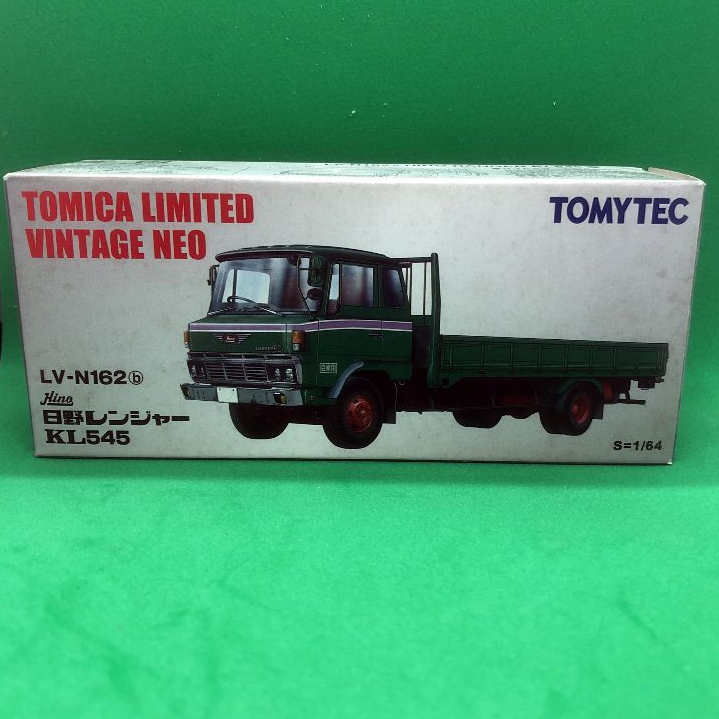 TOMICA LIMITED
VINTAGE NEO
TOMYTEC
LV-N162ⓑ
Hino
日野レンジャー
KL545
S=1/64